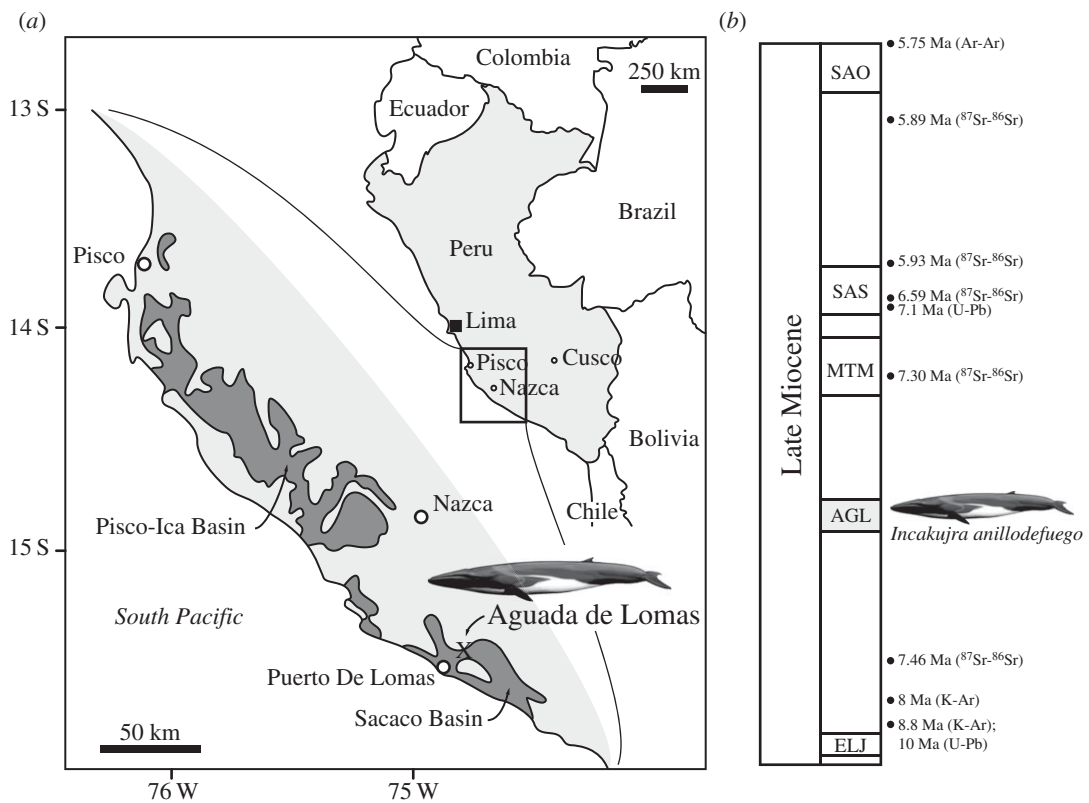 (a)
Colombia
250 km
Ecuador
13 S
Brazil
Peru
Pisco
14 S
Lima
Pisco
Cusco
Nazca
Bolivia
Nazca
Chile
Pisco-Ica Basin
15 S
South Pacific
Aguada de Lomas
X
Puerto De Lomas
Sacaco Basin
50 km
76 W
75 W
(b)
Late Miocene
5.75 Ma (Ar-Ar)
SAO
5.89 Ma (⁸⁷Sr-⁸⁶Sr)
5.93 Ma (⁸⁷Sr-⁸⁶Sr)
SAS
6.59 Ma (⁸⁷Sr-⁸⁶Sr)
7.1 Ma (U-Pb)
MTM
7.30 Ma (⁸⁷Sr-⁸⁶Sr)
AGL
Incakujra anillodefuego
7.46 Ma (⁸⁷Sr-⁸⁶Sr)
8 Ma (K-Ar)
8.8 Ma (K-Ar);
ELJ
10 Ma (U-Pb)